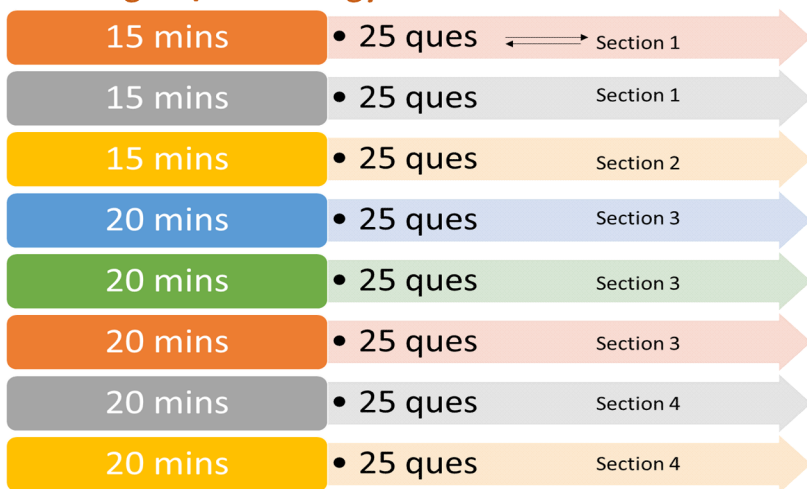 15 mins • 25 ques Section 1
15 mins • 25 ques Section 1
15 mins • 25 ques Section 2
20 mins • 25 ques Section 3
20 mins • 25 ques Section 3
20 mins • 25 ques Section 3
20 mins • 25 ques Section 4
20 mins • 25 ques Section 4